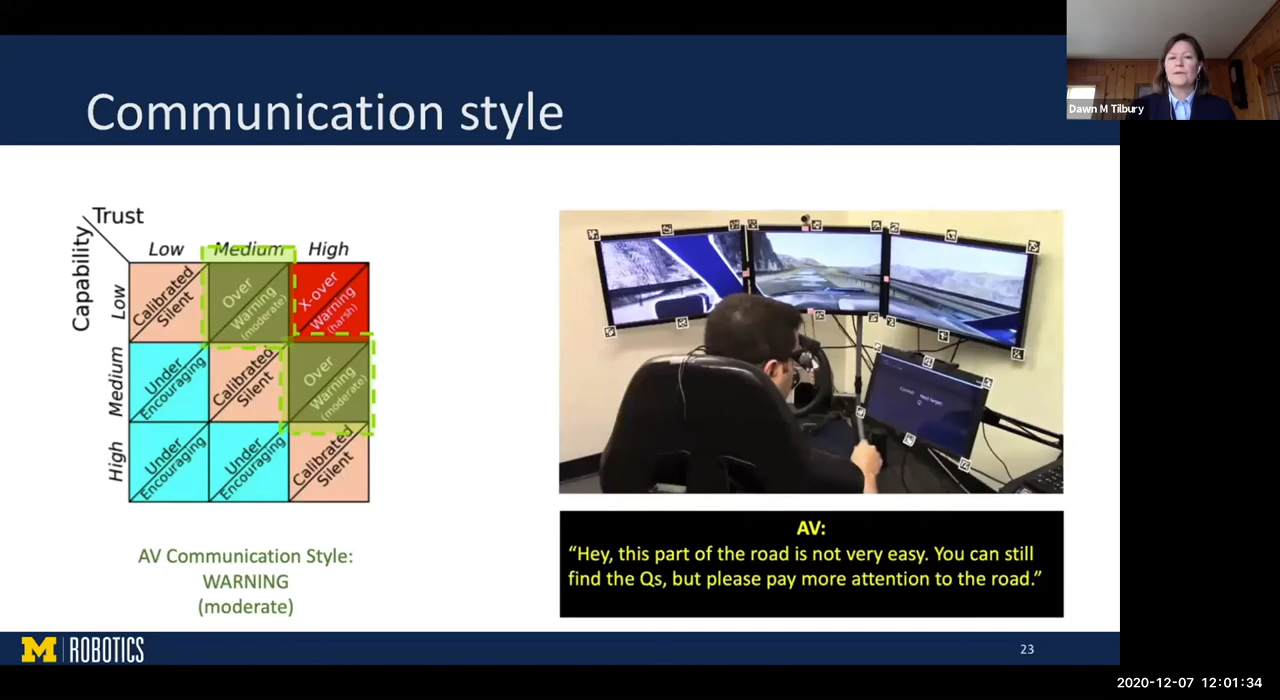 Communication style
Dawn M Tilbury
Trust
Capability
Low Medium High
Low
Calibrated
Silent
Over
Warning
(moderate)
X-over
Warning
(harsh)
Medium
Under
Encouraging
Calibrated
Silent
Over
Warning
(moderate)
High
Under
Encouraging
Under
Encouraging
Calibrated
Silent
AV Communication Style:
WARNING
(moderate)
AV:
“Hey, this part of the road is not very easy. You can still
find the Qs, but please pay more attention to the road.”
M ROBOTICS
23
2020-12-07 12:01:34